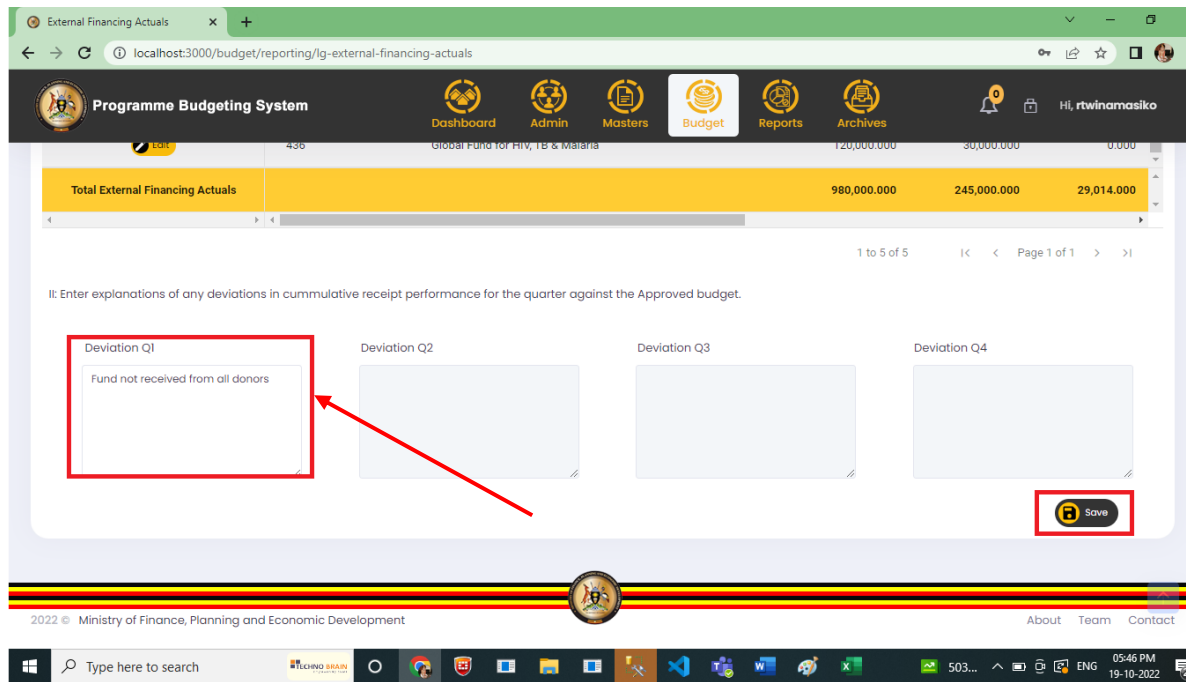 External Financing Actuals
localhost:3000/budget/reporting/lg-external-financing-actuals
Programme Budgeting System
Dashboard Admin Masters Budget Reports Archives
0
Hi, rtwinamasiko
Edit 436 Global Fund for HIV, TB & Malaria 120,000.000 30,000.000 0.000
Total External Financing Actuals 980,000.000 245,000.000 29,014.000
1 to 5 of 5 Page 1 of 1
II: Enter explanations of any deviations in cummulative receipt performance for the quarter against the Approved budget.
Deviation Q1 Deviation Q2 Deviation Q3 Deviation Q4
Fund not received from all donors
Save
2022 © Ministry of Finance, Planning and Economic Development About Team Contact
Type here to search TECHNO BRAIN 503... ENG 05:46 PM
19-10-2022